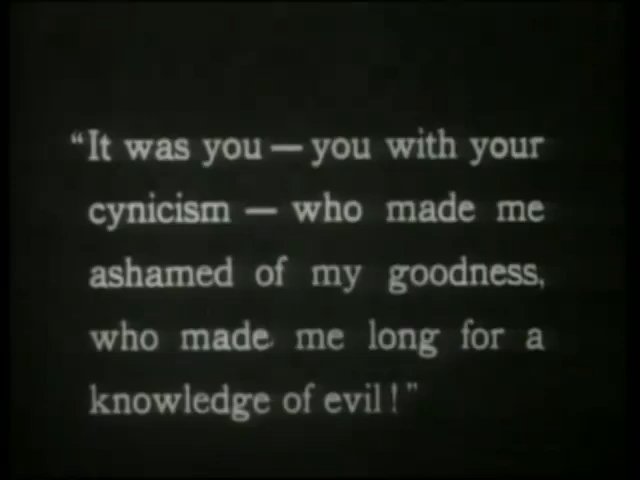 “It was you — you with your
cynicism — who made me
ashamed of my goodness,
who made me long for a
knowledge of evil!”